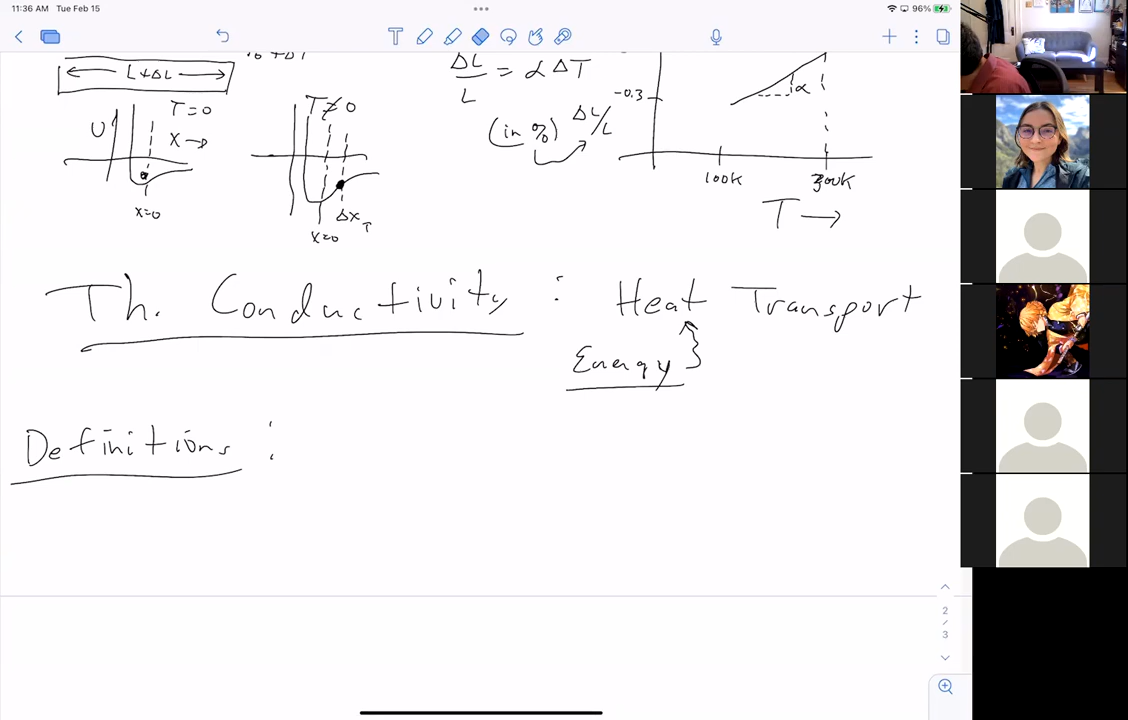 11:36 AM Tue Feb 15
96%
L+ΔL
ΔL/L = α ΔT
(in %) ΔL/L
-0.3
α
100K
300K
T →
T=0
U
X →
x=0
T≠0
Δx_T
x=0
Th. Conductivity : Heat Transport
Energy
Definitions :
2
/
3